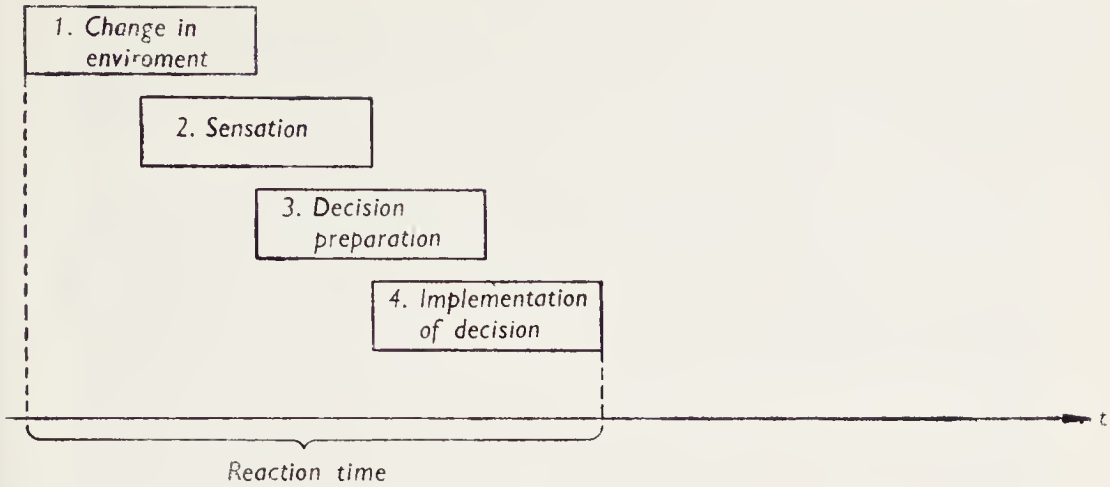 1. Change in
enviroment
2. Sensation
3. Decision
preparation
4. Implementation
of decision
t
Reaction time